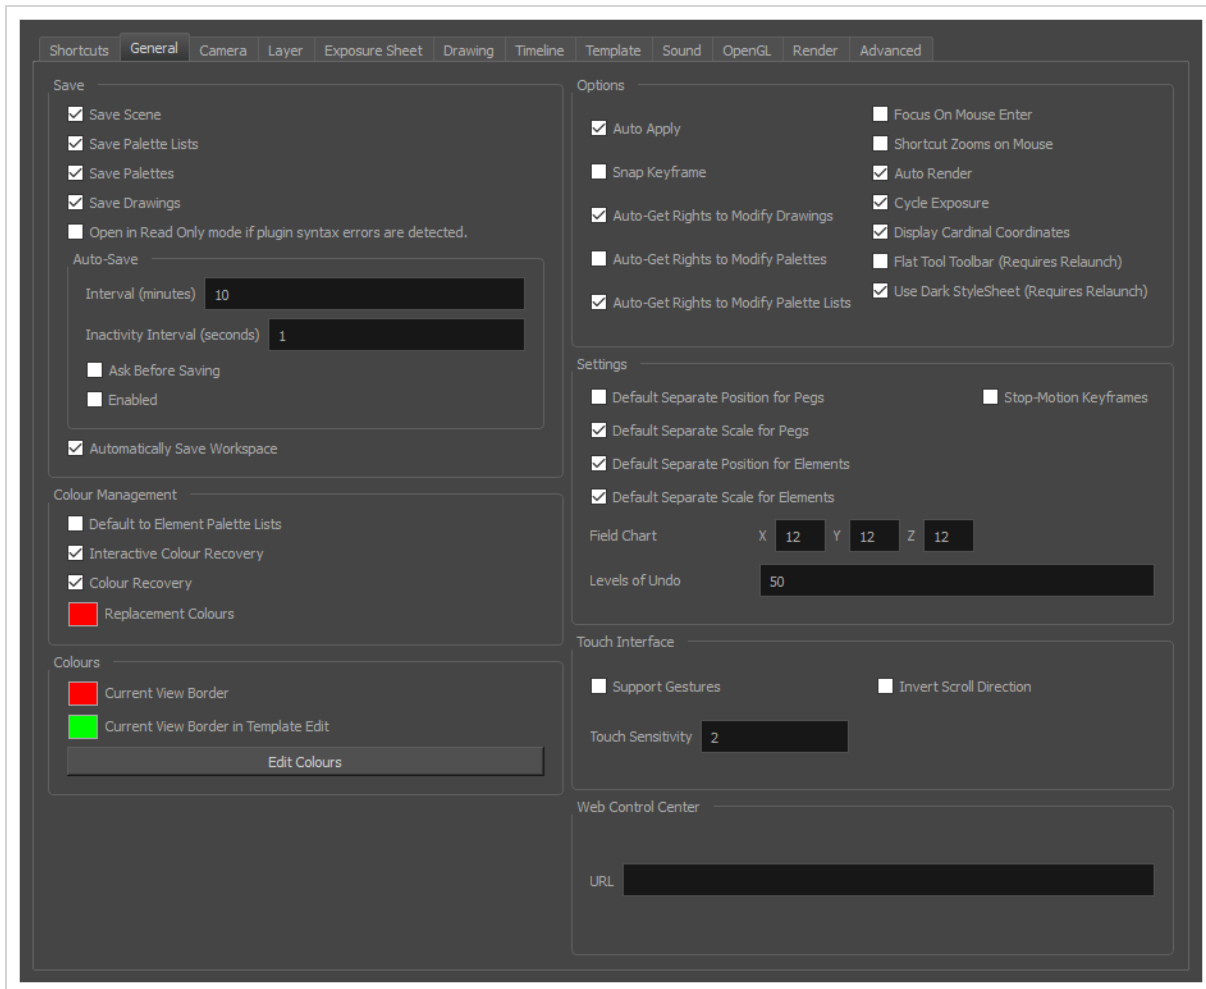 Shortcuts General Camera Layer Exposure Sheet Drawing Timeline Template Sound OpenGL Render Advanced
Save
Save Scene
Save Palette Lists
Save Palettes
Save Drawings
Open in Read Only mode if plugin syntax errors are detected.
Auto-Save
Interval (minutes) 10
Inactivity Interval (seconds) 1
Ask Before Saving
Enabled
Automatically Save Workspace
Colour Management
Default to Element Palette Lists
Interactive Colour Recovery
Colour Recovery
Replacement Colours
Colours
Current View Border
Current View Border in Template Edit
Edit Colours
Options
Auto Apply
Snap Keyframe
Auto-Get Rights to Modify Drawings
Auto-Get Rights to Modify Palettes
Auto-Get Rights to Modify Palette Lists
Focus On Mouse Enter
Shortcut Zooms on Mouse
Auto Render
Cycle Exposure
Display Cardinal Coordinates
Flat Tool Toolbar (Requires Relaunch)
Use Dark StyleSheet (Requires Relaunch)
Settings
Default Separate Position for Pegs Stop-Motion Keyframes
Default Separate Scale for Pegs
Default Separate Position for Elements
Default Separate Scale for Elements
Field Chart X 12 Y 12 Z 12
Levels of Undo 50
Touch Interface
Support Gestures Invert Scroll Direction
Touch Sensitivity 2
Web Control Center
URL